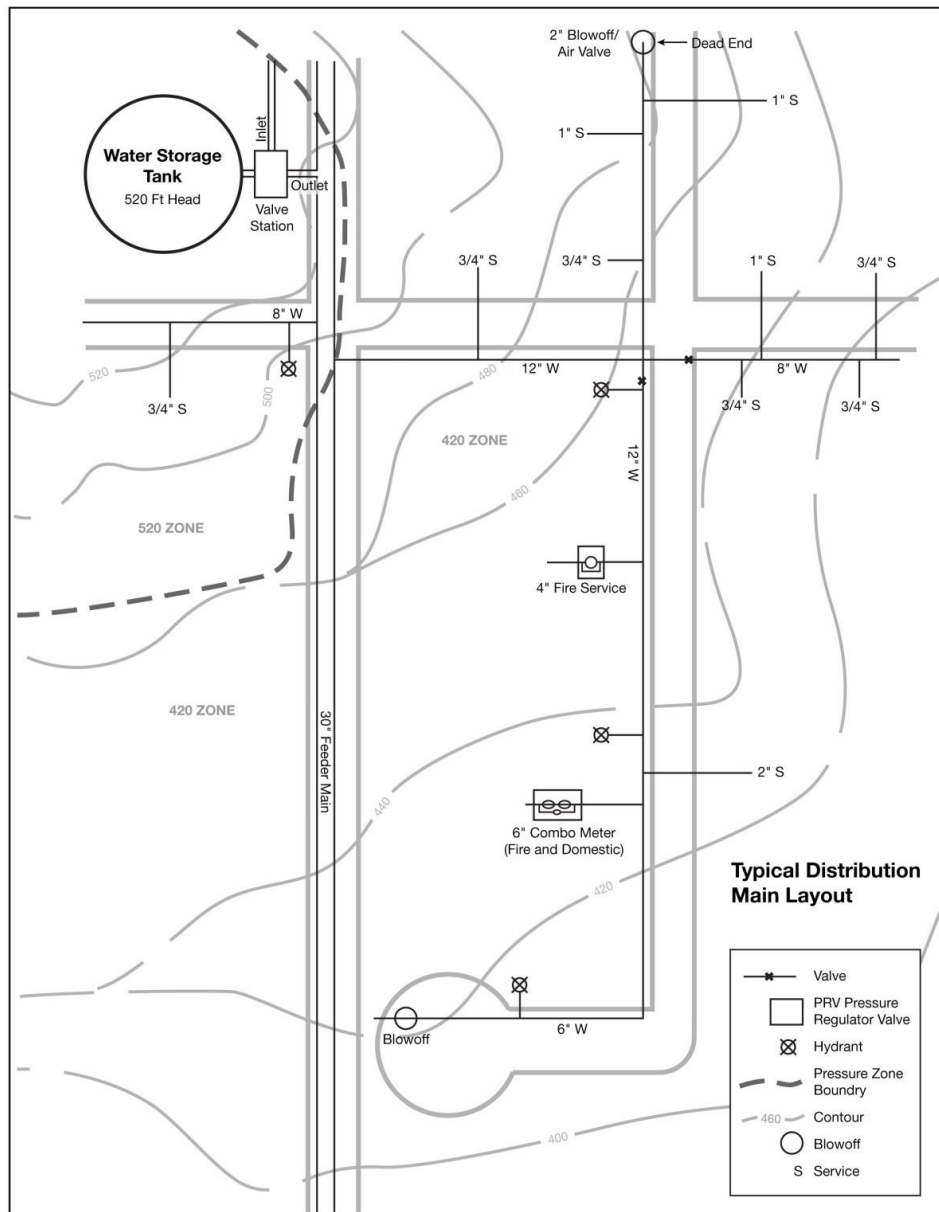 2" Blowoff/
Air Valve
Dead End
1" S
1" S
Inlet
Water Storage
Tank
520 Ft Head
Outlet
Valve
Station
3/4" S
3/4" S
1" S
3/4" S
8" W
520
500
480
12" W
8" W
3/4" S
3/4" S
3/4" S
420 ZONE
12" W
460
520 ZONE
4" Fire Service
420 ZONE
30" Feeder Main
440
2" S
6" Combo Meter
(Fire and Domestic)
420
Typical Distribution
Main Layout
Blowoff
6" W
400
Valve
PRV Pressure
Regulator Valve
Hydrant
Pressure Zone
Boundry
460
Contour
Blowoff
S
Service